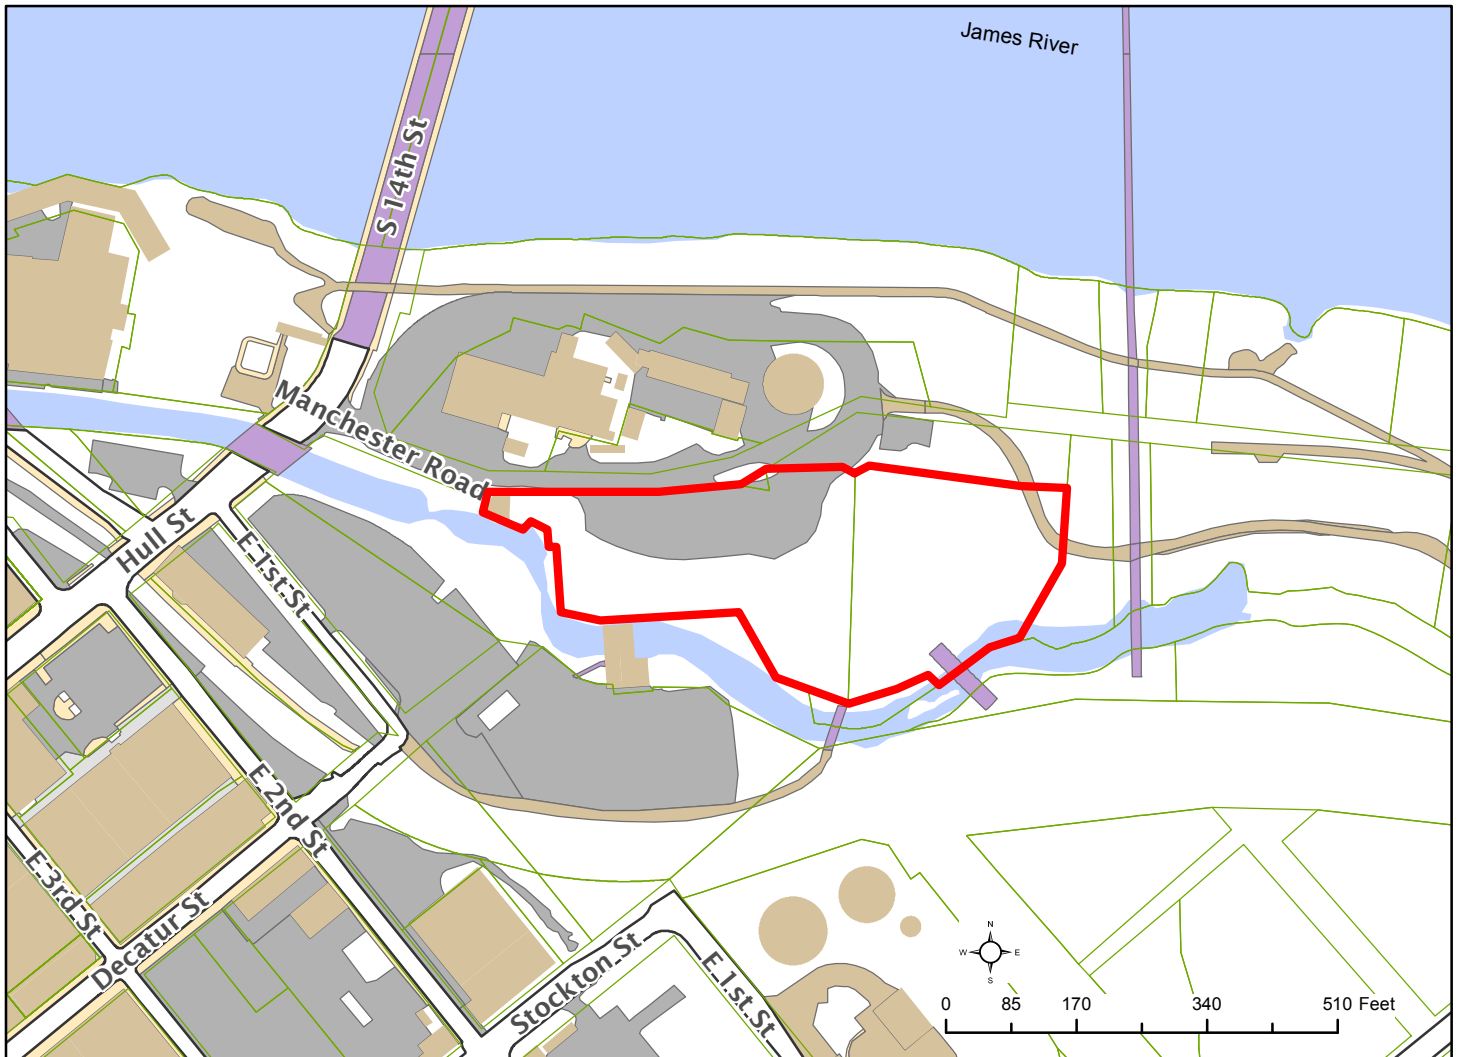 James River
S 14th St
Manchester Road
Hull St
E 1st St
E 2nd St
E 3rd St
Decatur St
Stockton St
E 1st St
N
W E
S
0 85 170 340 510 Feet